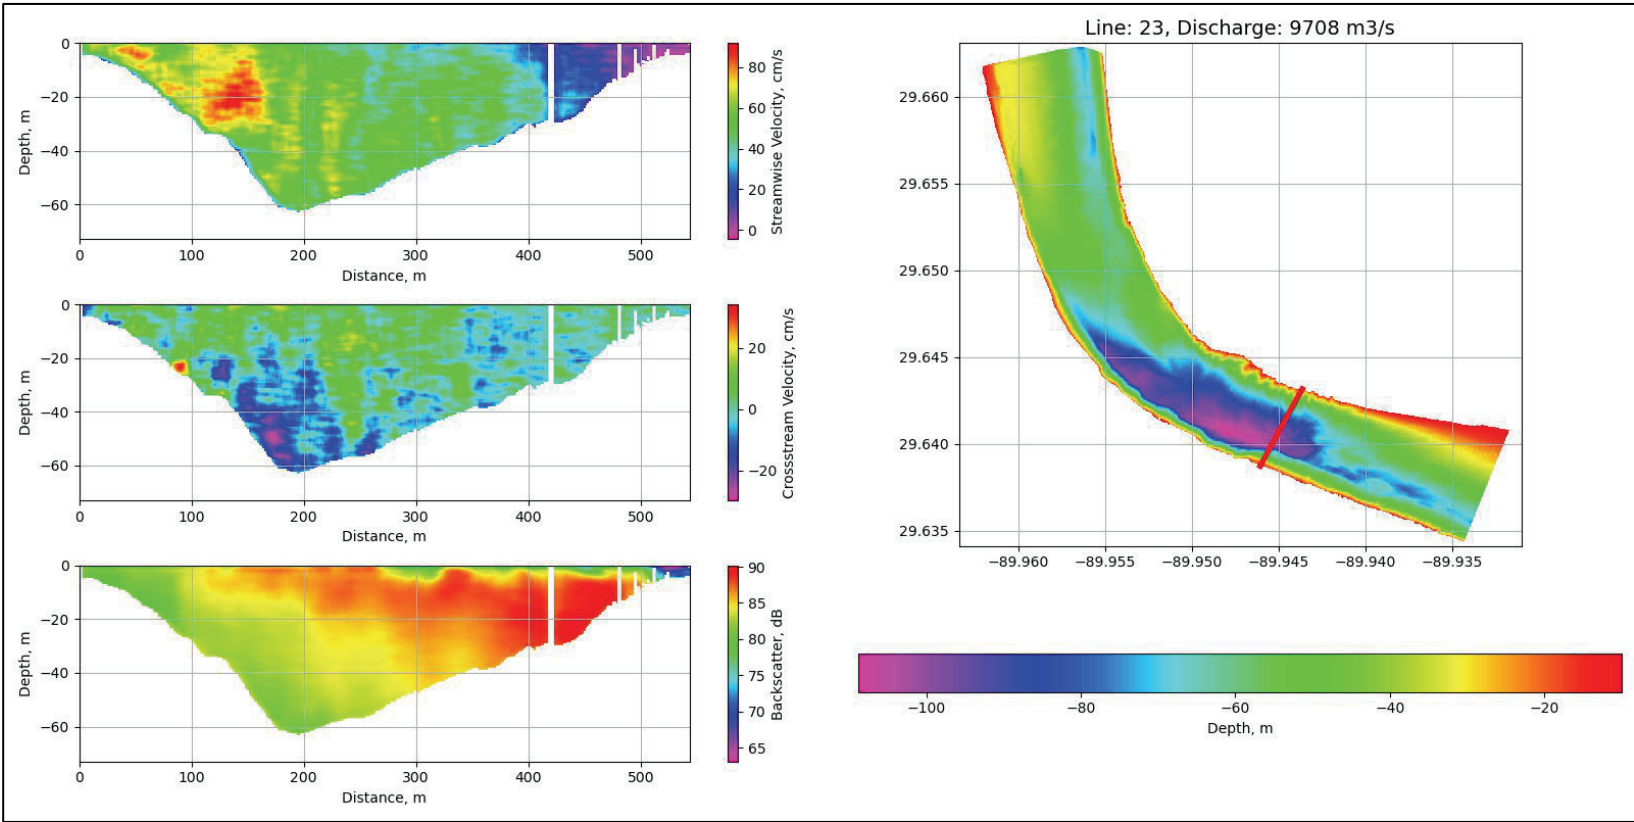 0
−20
−40
−60
Depth, m
0 100 200 300 400 500
Distance, m
80
60
40
20
0
Streamwise Velocity, cm/s
0
−20
−40
−60
Depth, m
0 100 200 300 400 500
Distance, m
20
0
−20
Crossstream Velocity, cm/s
0
−20
−40
−60
Depth, m
0 100 200 300 400 500
Distance, m
90
85
80
75
70
65
Backscatter, dB
Line: 23, Discharge: 9708 m3/s
29.660
29.655
29.650
29.645
29.640
29.635
−89.960 −89.955 −89.950 −89.945 −89.940 −89.935
−100 −80 −60 −40 −20
Depth, m